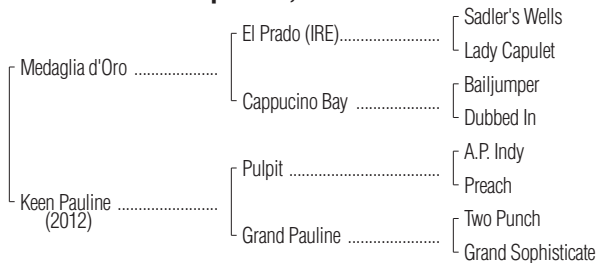 Sadler's Wells
El Prado (IRE)....................
Lady Capulet
Medaglia d'Oro ....................
Bailjumper
Cappucino Bay ..................
Dubbed In
A.P. Indy
Pulpit ...................................
Preach
Keen Pauline ........................
(2012)
Two Punch
Grand Pauline ....................
Grand Sophisticate